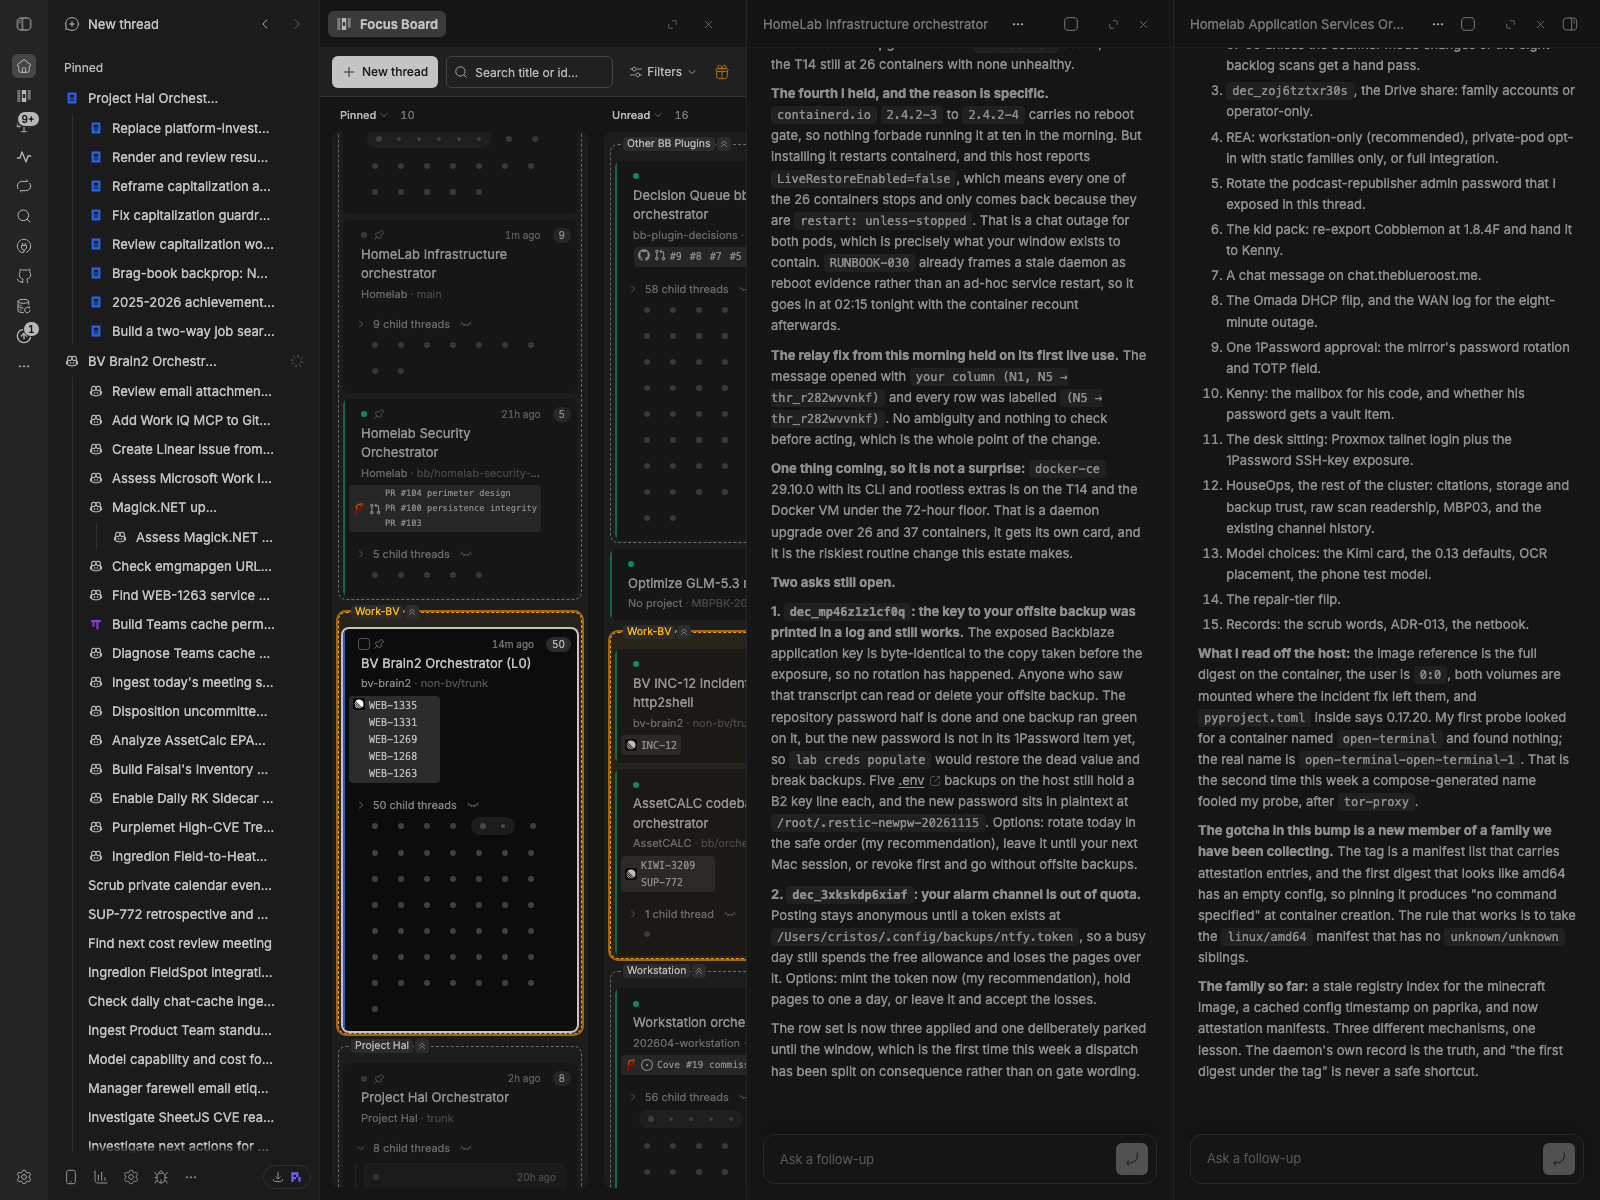 New thread
Pinned
Project Hal Orchest...
Replace platform-invest...
Render and review resu...
Reframe capitalization a...
Fix capitalization guardr...
Review capitalization wo...
Brag-book backprop: N...
2025-2026 achievement...
Build a two-way job sear...
BV Brain2 Orchestr...
Review email attachmen...
Add Work IQ MCP to Git...
Create Linear issue from...
Assess Microsoft Work I...
Magick.NET up...
Assess Magick.NET ...
Check emgmapgen URL...
Find WEB-1263 service ...
Build Teams cache perm...
Diagnose Teams cache ...
Ingest today's meeting s...
Disposition uncommitte...
Analyze AssetCalc EPA...
Build Faisal's Inventory ...
Enable Daily RK Sidecar ...
Purplemet High-CVE Tre...
Ingredion Field-to-Heat...
Scrub private calendar even...
SUP-772 retrospective and ...
Find next cost review meeting
Ingredion FieldSpot integrati...
Check daily chat-cache inge...
Ingest Product Team standu...
Model capability and cost fo...
Manager farewell email etiq...
Investigate SheetJS CVE rea...
Investigate next actions for ...
9+
1
Focus Board
New thread
Search title or id...
Filters
Pinned 10
1m ago 9
HomeLab Infrastructure
orchestrator
Homelab · main
9 child threads
21h ago 5
Homelab Security
Orchestrator
Homelab · bb/homelab-security-...
PR #104 perimeter design
PR #100 persistence integrity
PR #103
5 child threads
Work-BV
14m ago 50
BV Brain2 Orchestrator (L0)
bv-brain2 · non-bv/trunk
WEB-1335
WEB-1331
WEB-1269
WEB-1268
WEB-1263
50 child threads
Project Hal
2h ago 8
Project Hal Orchestrator
Project Hal · trunk
8 child threads
20h ago
Unread 16
Other BB Plugins
Decision Queue bb
orchestrator
bb-plugin-decisions ·
#9 #8 #7 #5
58 child threads
Optimize GLM-5.3 r
No project · MBPBK-20
Work-BV
BV INC-12 Incident
http2shell
bv-brain2 · non-bv/tru
INC-12
AssetCALC codeba
orchestrator
AssetCALC · bb/orche
KIWI-3209
SUP-772
1 child thread
Workstation
Workstation orche
202604-workstation ·
Cove #19 commiss
56 child threads
HomeLab Infrastructure orchestrator
the T14 still at 26 containers with none unhealthy.
The fourth I held, and the reason is specific.
containerd.io 2.4.2-3 to 2.4.2-4 carries no reboot
gate, so nothing forbade running it at ten in the morning. But
installing it restarts containerd, and this host reports
LiveRestoreEnabled=false , which means every one of
the 26 containers stops and only comes back because they
are restart: unless-stopped . That is a chat outage for
both pods, which is precisely what your window exists to
contain. RUNBOOK-030 already frames a stale daemon as
reboot evidence rather than an ad-hoc service restart, so it
goes in at 02:15 tonight with the container recount
afterwards.
The relay fix from this morning held on its first live use. The
message opened with your column (N1, N5 →
thr_r282wvvnkf) and every row was labelled (N5 →
thr_r282wvvnkf) . No ambiguity and nothing to check
before acting, which is the whole point of the change.
One thing coming, so it is not a surprise: docker-ce
29.10.0 with its CLI and rootless extras is on the T14 and the
Docker VM under the 72-hour floor. That is a daemon
upgrade over 26 and 37 containers, it gets its own card, and
it is the riskiest routine change this estate makes.
Two asks still open.
1. dec_mp46z1z1cf0q : the key to your offsite backup was
printed in a log and still works. The exposed Backblaze
application key is byte-identical to the copy taken before the
exposure, so no rotation has happened. Anyone who saw
that transcript can read or delete your offsite backup. The
repository password half is done and one backup ran green
on it, but the new password is not in its 1Password item yet,
so lab creds populate would restore the dead value and
break backups. Five .env backups on the host still hold a
B2 key line each, and the new password sits in plaintext at
/root/.restic-newpw-20261115 . Options: rotate today in
the safe order (my recommendation), leave it until your next
Mac session, or revoke first and go without offsite backups.
2. dec_3xkskdp6xiaf : your alarm channel is out of quota.
Posting stays anonymous until a token exists at
/Users/cristos/.config/backups/ntfy.token , so a busy
day still spends the free allowance and loses the pages over
it. Options: mint the token now (my recommendation), hold
pages to one a day, or leave it and accept the losses.
The row set is now three applied and one deliberately parked
until the window, which is the first time this week a dispatch
has been split on consequence rather than on gate wording.
Ask a follow-up
Homelab Application Services Or...
backlog scans get a hand pass.
3. dec_zoj6tztxr30s , the Drive share: family accounts or
operator-only.
4. REA: workstation-only (recommended), private-pod opt-
in with static families only, or full integration.
5. Rotate the podcast-republisher admin password that I
exposed in this thread.
6. The kid pack: re-export Cobblemon at 1.8.4F and hand it
to Kenny.
7. A chat message on chat.theblueroost.me.
8. The Omada DHCP flip, and the WAN log for the eight-
minute outage.
9. One 1Password approval: the mirror's password rotation
and TOTP field.
10. Kenny: the mailbox for his code, and whether his
password gets a vault item.
11. The desk sitting: Proxmox tailnet login plus the
1Password SSH-key exposure.
12. HouseOps, the rest of the cluster: citations, storage and
backup trust, raw scan readership, MBP03, and the
existing channel history.
13. Model choices: the Kimi card, the 0.13 defaults, OCR
placement, the phone test model.
14. The repair-tier flip.
15. Records: the scrub words, ADR-013, the netbook.
What I read off the host: the image reference is the full
digest on the container, the user is 0:0 , both volumes are
mounted where the incident fix left them, and
pyproject.toml inside says 0.17.20. My first probe looked
for a container named open-terminal and found nothing;
the real name is open-terminal-open-terminal-1 . That is
the second time this week a compose-generated name
fooled my probe, after tor-proxy .
The gotcha in this bump is a new member of a family we
have been collecting. The tag is a manifest list that carries
attestation entries, and the first digest that looks like amd64
has an empty config, so pinning it produces "no command
specified" at container creation. The rule that works is to take
the linux/amd64 manifest that has no unknown/unknown
siblings.
The family so far: a stale registry index for the minecraft
image, a cached config timestamp on paprika, and now
attestation manifests. Three different mechanisms, one
lesson. The daemon's own record is the truth, and "the first
digest under the tag" is never a safe shortcut.
Ask a follow-up